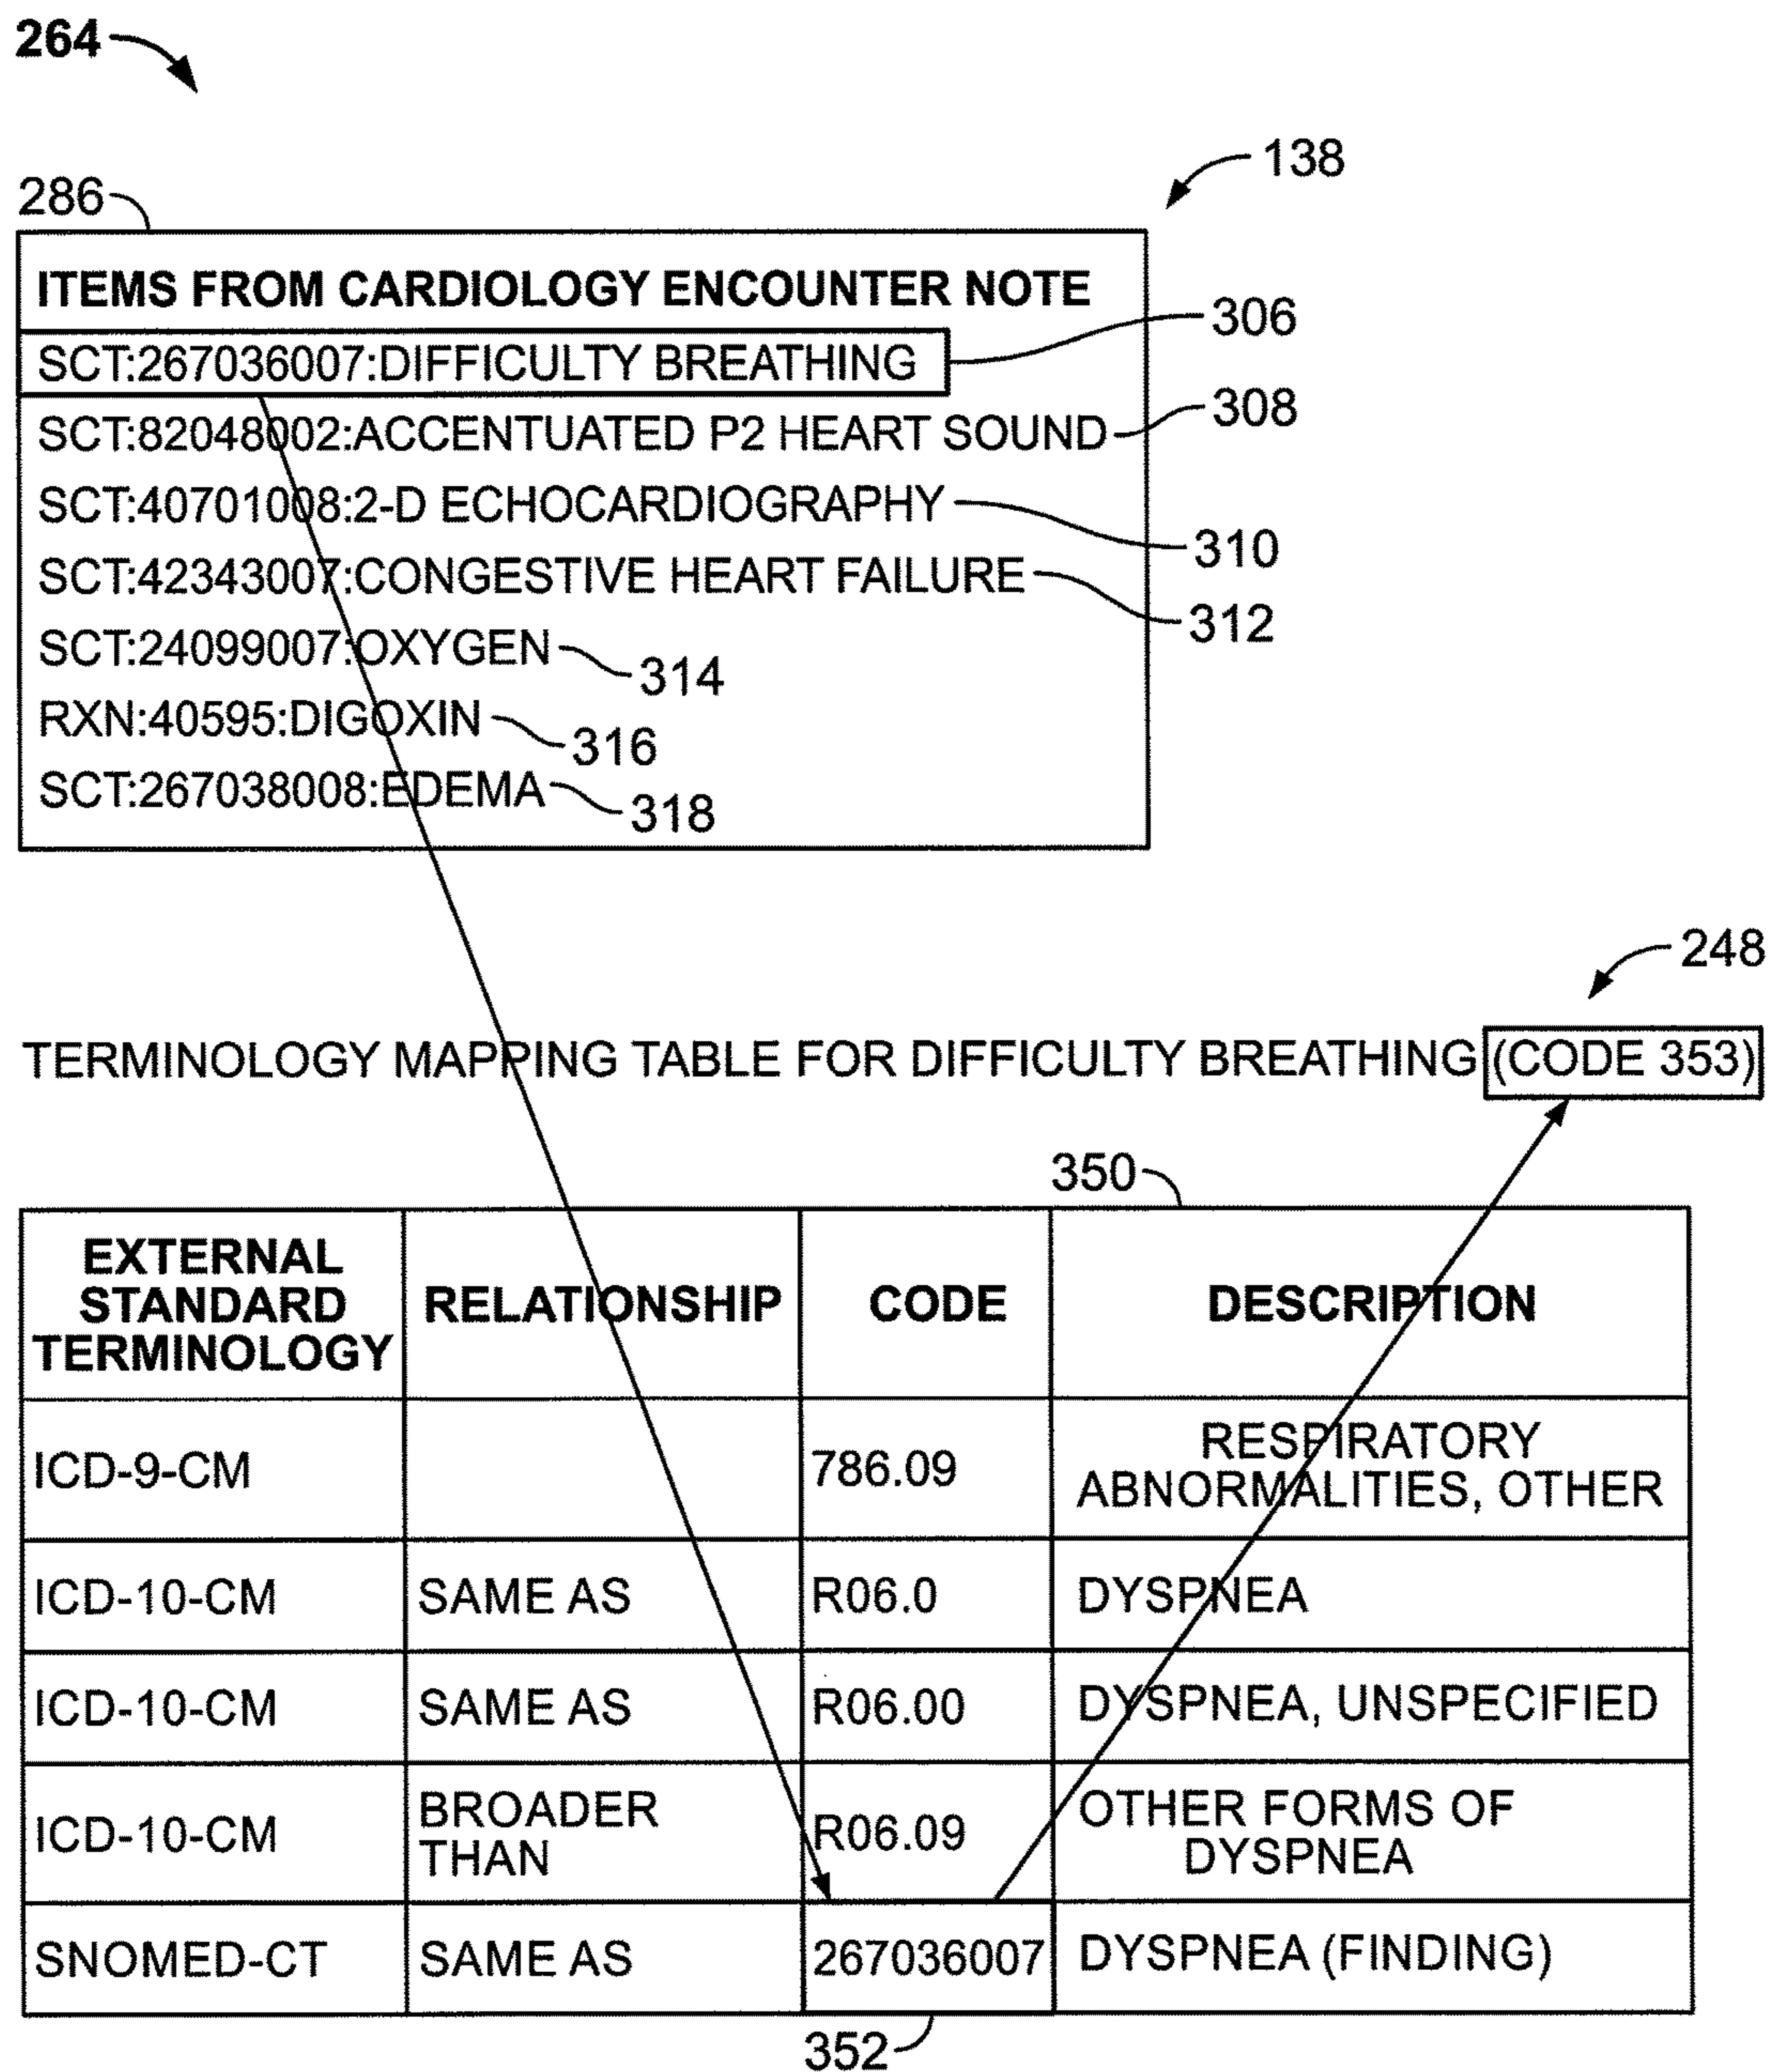 264
138
286
ITEMS FROM CARDIOLOGY ENCOUNTER NOTE
306
SCT:267036007:DIFFICULTY BREATHING
308
SCT:82048002:ACCENTUATED P2 HEART SOUND
SCT:40701008:2-D ECHOCARDIOGRAPHY
310
SCT:42343007:CONGESTIVE HEART FAILURE
312
SCT:24099007:OXYGEN
314
RXN:40595:DIGOXIN
316
SCT:267038008:EDEMA
318
248
TERMINOLOGY MAPPING TABLE FOR DIFFICULTY BREATHING (CODE 353)
350
EXTERNAL
STANDARD
TERMINOLOGY
RELATIONSHIP
CODE
DESCRIPTION
ICD-9-CM
786.09
RESPIRATORY
ABNORMALITIES, OTHER
ICD-10-CM
SAME AS
R06.0
DYSPNEA
ICD-10-CM
SAME AS
R06.00
DYSPNEA, UNSPECIFIED
ICD-10-CM
BROADER
THAN
R06.09
OTHER FORMS OF
DYSPNEA
SNOMED-CT
SAME AS
267036007
DYSPNEA (FINDING)
352